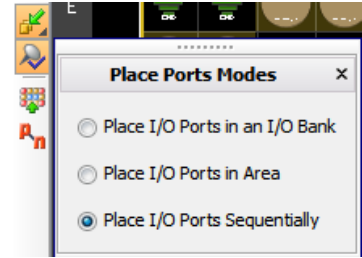 E
Place Ports Modes ×
Place I/O Ports in an I/O Bank
Place I/O Ports in Area
Place I/O Ports Sequentially